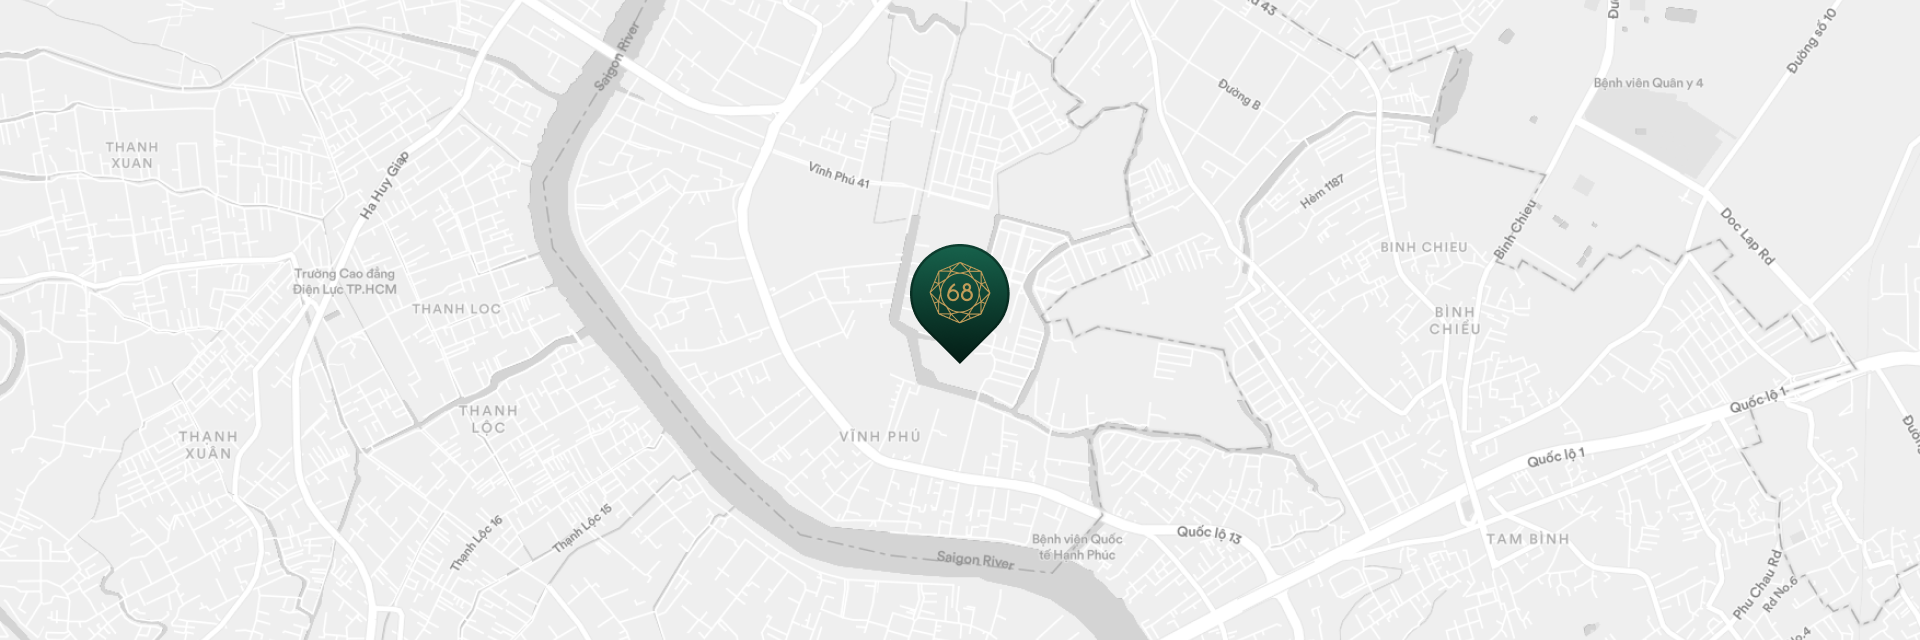 Đường số 10
Bệnh viện Quân y 4
Saigon River
Đường B
THANH
XUAN
Ha Huy Giap
Vĩnh Phú 41
Hẻm 1187
Binh Chieu
Doc Lap Rd
BINH CHIEU
Trường Cao đẳng
Điện Lực TP.HCM
THANH LOC
68
BÌNH
CHIỂU
Quốc lộ 1
THANH
LỘC
THANH
XUÂN
VĨNH PHÚ
Quốc lộ 1
Thạnh Lộc 16
Thạnh Lộc 15
Quốc lộ 13
Bệnh viện Quốc
tế Hạnh Phúc
TAM BÌNH
Saigon River
Phu Chau Rd
Rd No.6